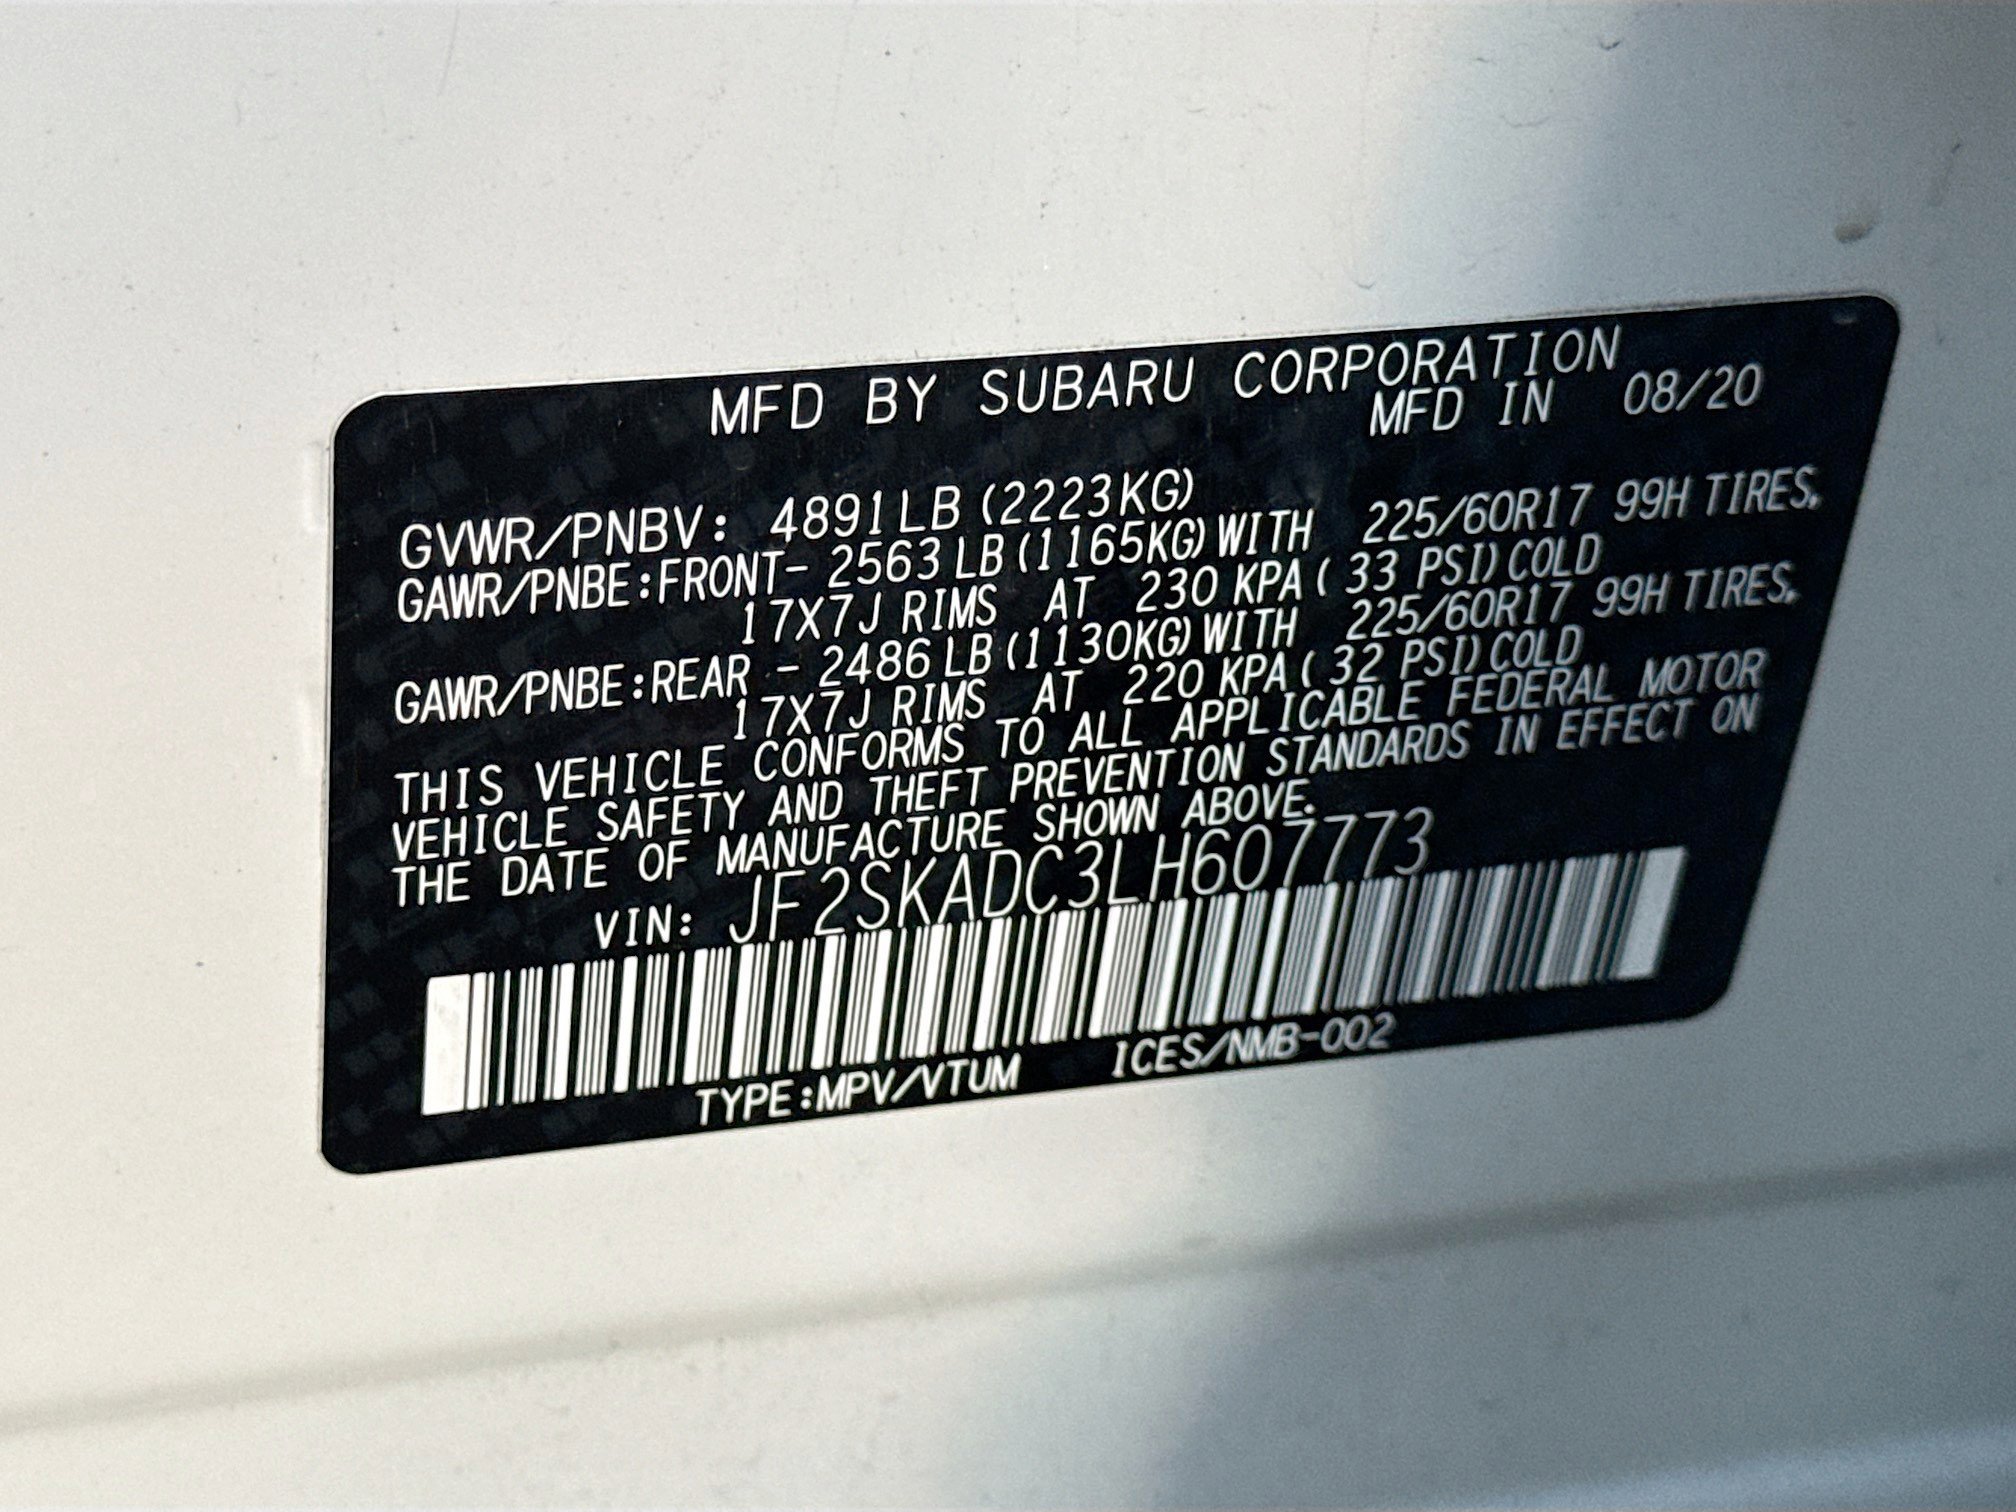 MFD BY SUBARU CORPORATION
MFD IN 08/20
GVWR/PNBV: 4891LB (2223KG)
GAWR/PNBE:FRONT- 2563 LB (1165KG) WITH 225/60R17 99H TIRES,
17X7J RIMS AT 230 KPA ( 33 PSI) COLD
GAWR/PNBE:REAR - 2486 LB (1130KG) WITH 225/60R17 99H TIRES,
17X7J RIMS AT 220 KPA ( 32 PSI) COLD
THIS VEHICLE CONFORMS TO ALL APPLICABLE FEDERAL MOTOR
VEHICLE SAFETY AND THEFT PREVENTION STANDARDS IN EFFECT ON
THE DATE OF MANUFACTURE SHOWN ABOVE.
VIN: JF2SKADC3LH607773
TYPE:MPV/VTUM ICES/NMB-002